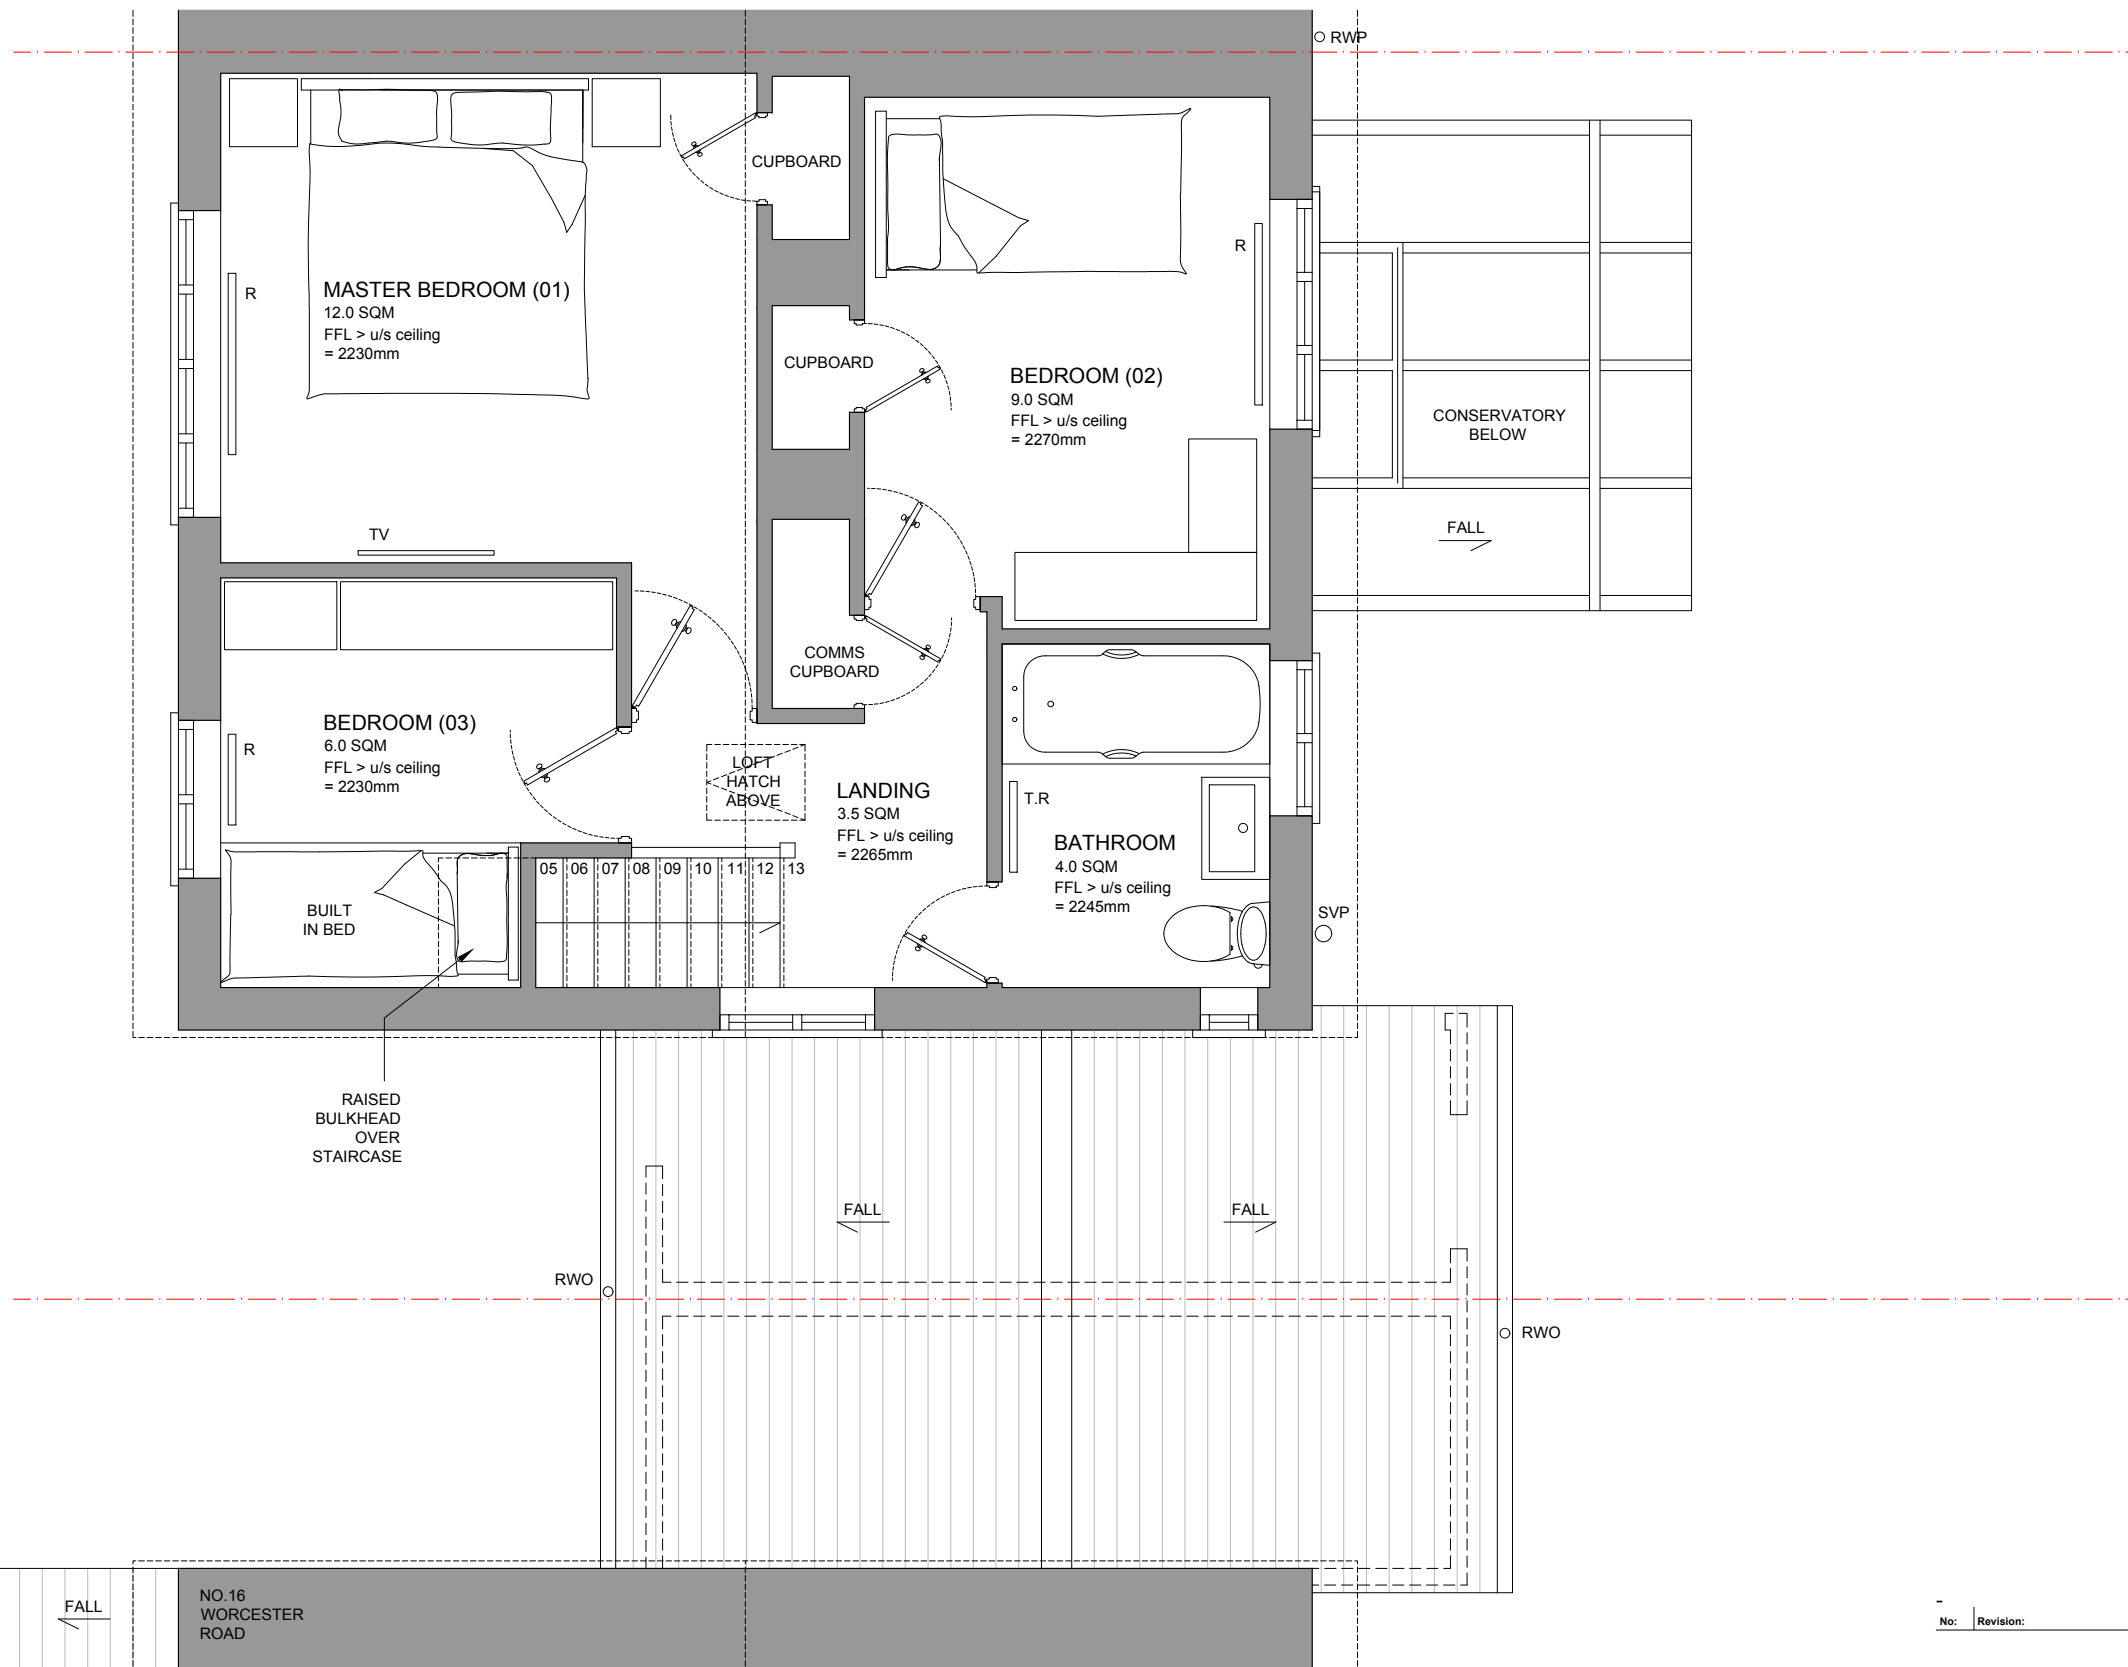 RWP
CUPBOARD
R
MASTER BEDROOM (01)
12.0 SQM
FFL > u/s ceiling
= 2230mm
R
CUPBOARD
BEDROOM (02)
9.0 SQM
FFL > u/s ceiling
= 2270mm
CONSERVATORY
BELOW
FALL
TV
COMMS
CUPBOARD
BEDROOM (03)
6.0 SQM
FFL > u/s ceiling
= 2230mm
R
LOFT
HATCH
ABOVE
LANDING
3.5 SQM
FFL > u/s ceiling
= 2265mm
T.R
BATHROOM
4.0 SQM
FFL > u/s ceiling
= 2245mm
05 06 07 08 09 10 11 12 13
BUILT
IN BED
SVP
RAISED
BULKHEAD
OVER
STAIRCASE
FALL
FALL
RWO
RWO
FALL
NO.16
WORCESTER
ROAD
-
No: Revision: